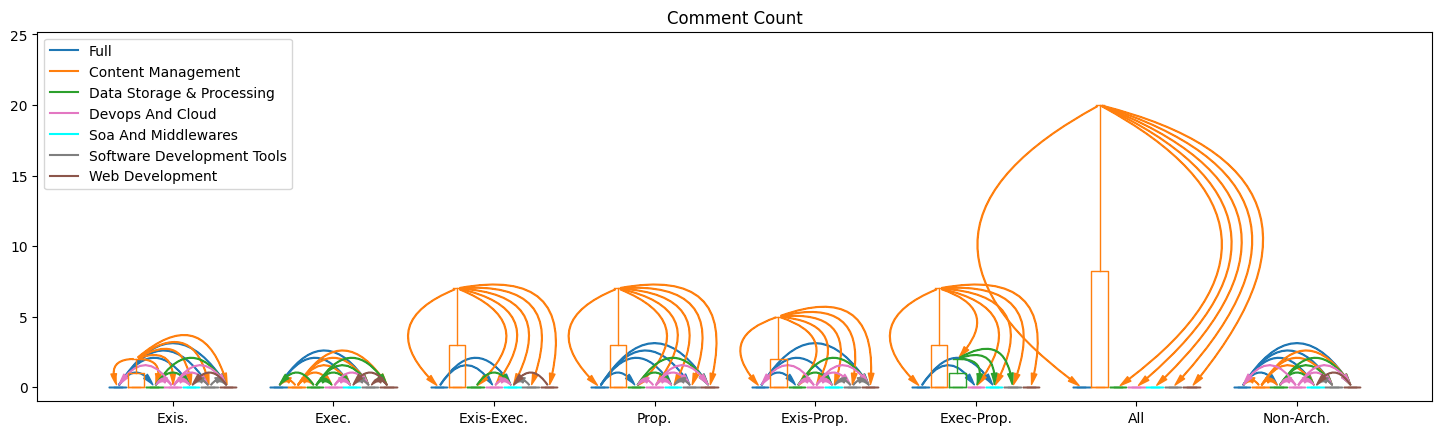 Comment Count
25
20
15
10
5
0
Full
Content Management
Data Storage & Processing
Devops And Cloud
Soa And Middlewares
Software Development Tools
Web Development
Exis. Exec. Exis-Exec. Prop. Exis-Prop. Exec-Prop. All Non-Arch.